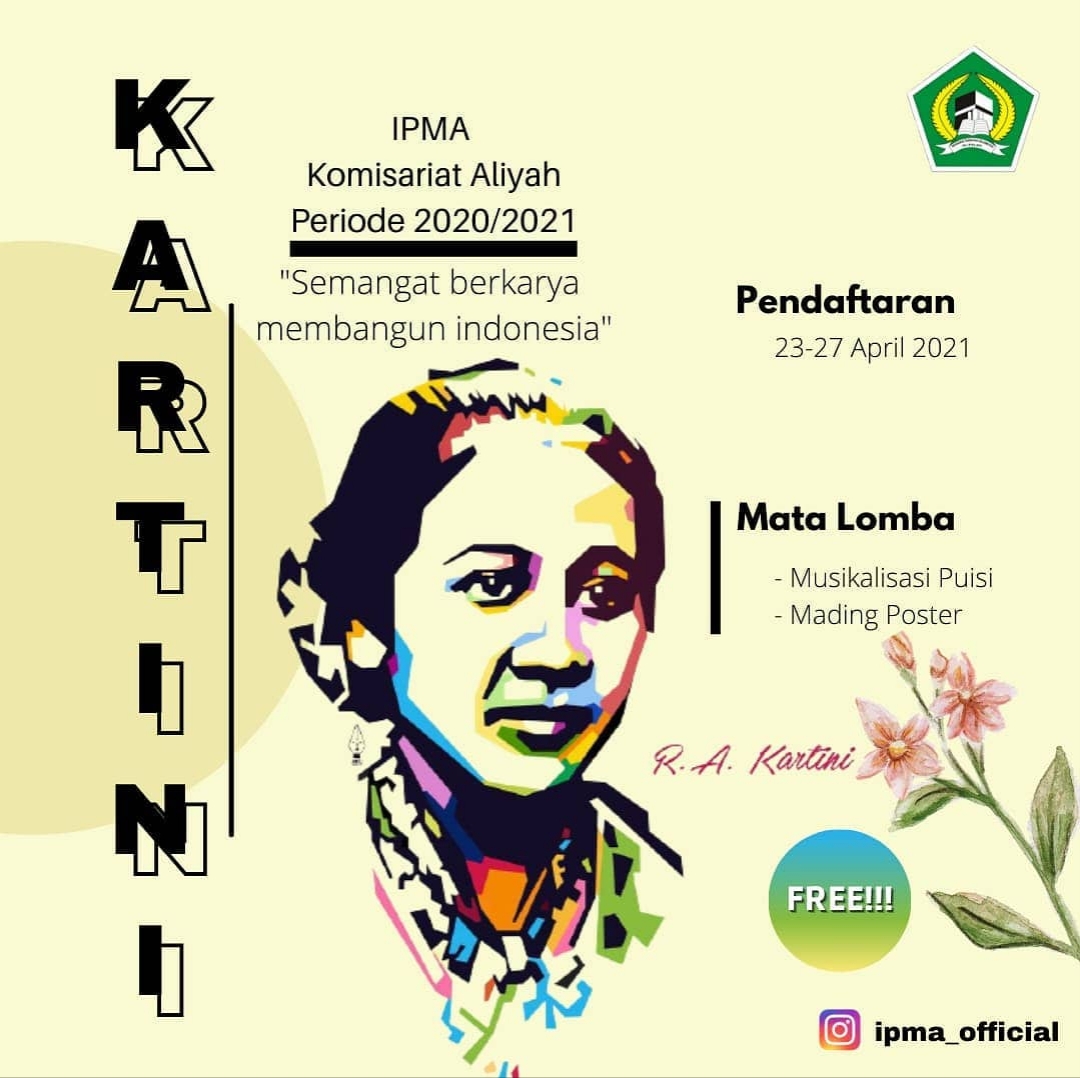 KARTINI
IPMA
Komisariat Aliyah
Periode 2020/2021
"Semangat berkarya
membangun indonesia"
Pendaftaran
23-27 April 2021
Mata Lomba
- Musikalisasi Puisi
- Mading Poster
R.A. Kartini
FREE!!!
ipma_official